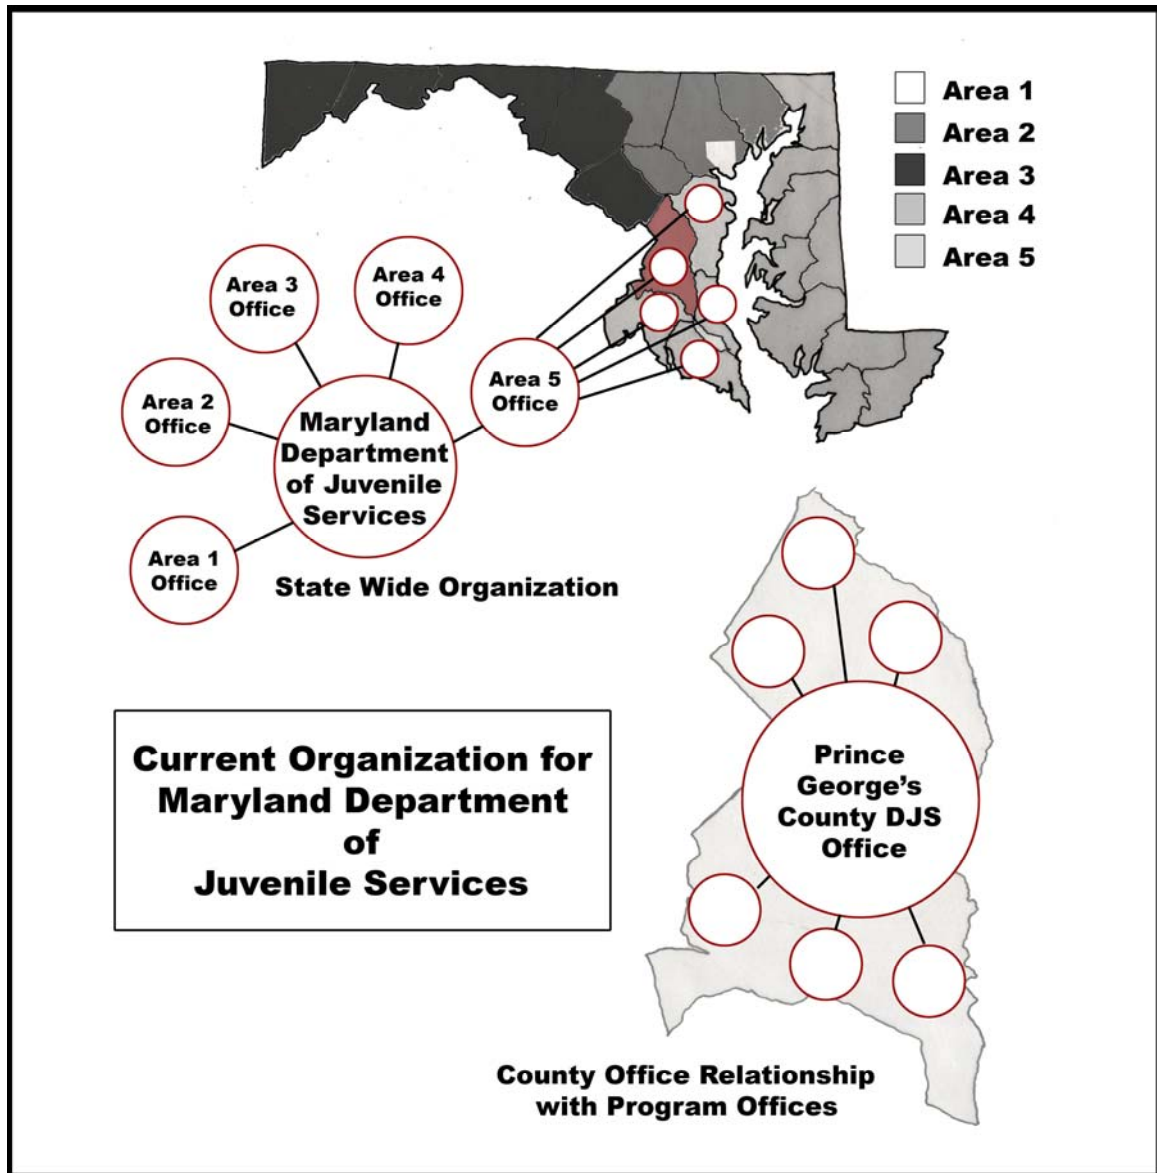 Area 1
Area 2
Area 3
Area 4
Area 5
Area 3
Office
Area 4
Office
Area 5
Office
Area 2
Office
Maryland
Department
of Juvenile
Services
Area 1
Office
State Wide Organization
Current Organization for
Maryland Department
of
Juvenile Services
Prince
George's
County DJS
Office
County Office Relationship
with Program Offices